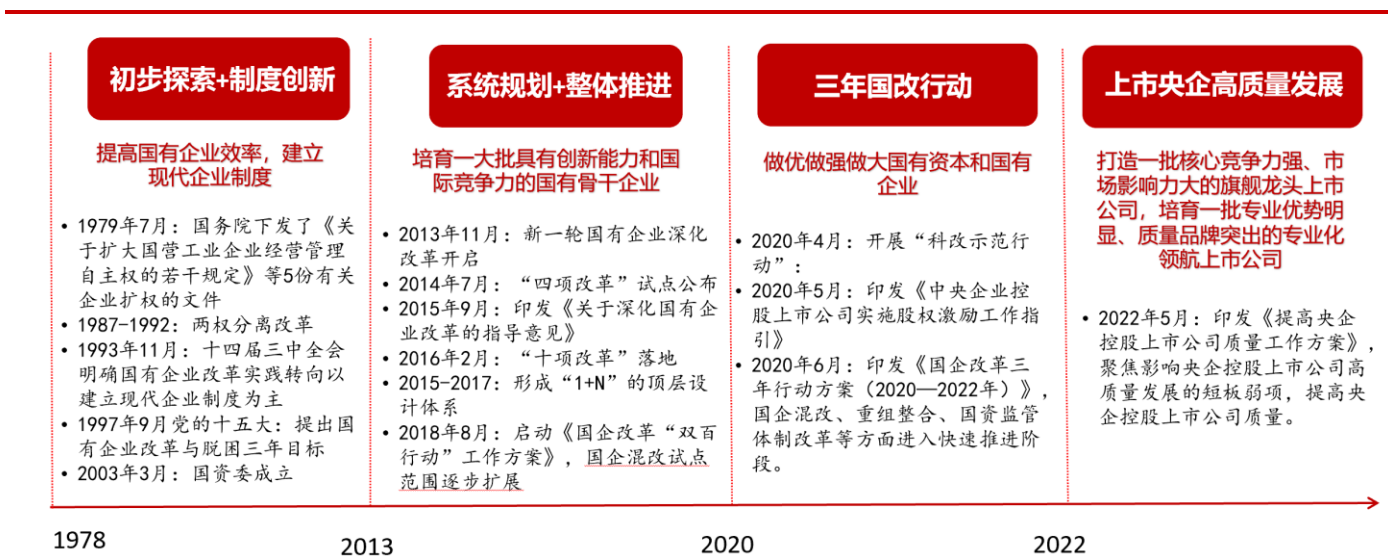 初步探索+制度创新
提高国有企业效率，建立
现代企业制度
• 1979年7月：国务院下发了《关
于扩大国营工业企业经营管理
自主权的若干规定》等5份有关
企业扩权的文件
• 1987-1992：两权分离改革
• 1993年11月：十四届三中全会
明确国有企业改革实践转向以
建立现代企业制度为主
• 1997年9月党的十五大：提出国
有企业改革与脱困三年目标
• 2003年3月：国资委成立
系统规划+整体推进
培育一大批具有创新能力和国
际竞争力的国有骨干企业
• 2013年11月：新一轮国有企业深化
改革开启
• 2014年7月：“四项改革”试点公布
• 2015年9月：印发《关于深化国有企
业改革的指导意见》
• 2016年2月：“十项改革”落地
• 2015-2017：形成“1+N”的顶层设
计体系
• 2018年8月：启动《国企改革“双百
行动”工作方案》，国企混改试点
范围逐步扩展
三年国改行动
做优做强做大国有资本和国有
企业
• 2020年4月：开展“科改示范行
动”：
• 2020年5月：印发《中央企业控
股上市公司实施股权激励工作指
引》
• 2020年6月：印发《国企改革三
年行动方案（2020—2022年）》，
国企混改、重组整合、国资监管
体制改革等方面进入快速推进阶
段。
上市央企高质量发展
打造一批核心竞争力强、市
场影响力大的旗舰龙头上市
公司，培育一批专业优势明
显、质量品牌突出的专业化
领航上市公司
• 2022年5月：印发《提高央企
控股上市公司质量工作方案》，
聚焦影响央企控股上市公司高
质量发展的短板弱项，提高央
企控股上市公司质量。
1978
2013
2020
2022